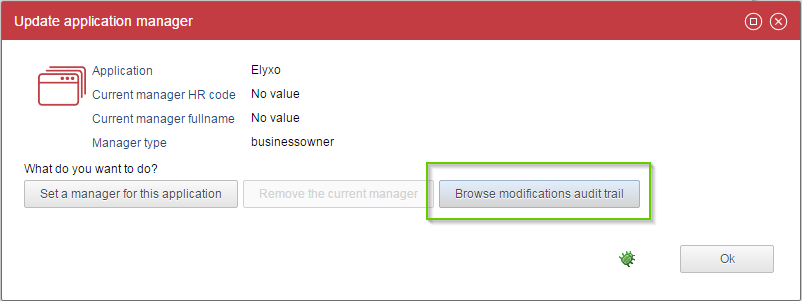 Update application manager
Application Elyxo
Current manager HR code No value
Current manager fullname No value
Manager type businessowner
What do you want to do?
Set a manager for this application Remove the current manager Browse modifications audit trail
Ok